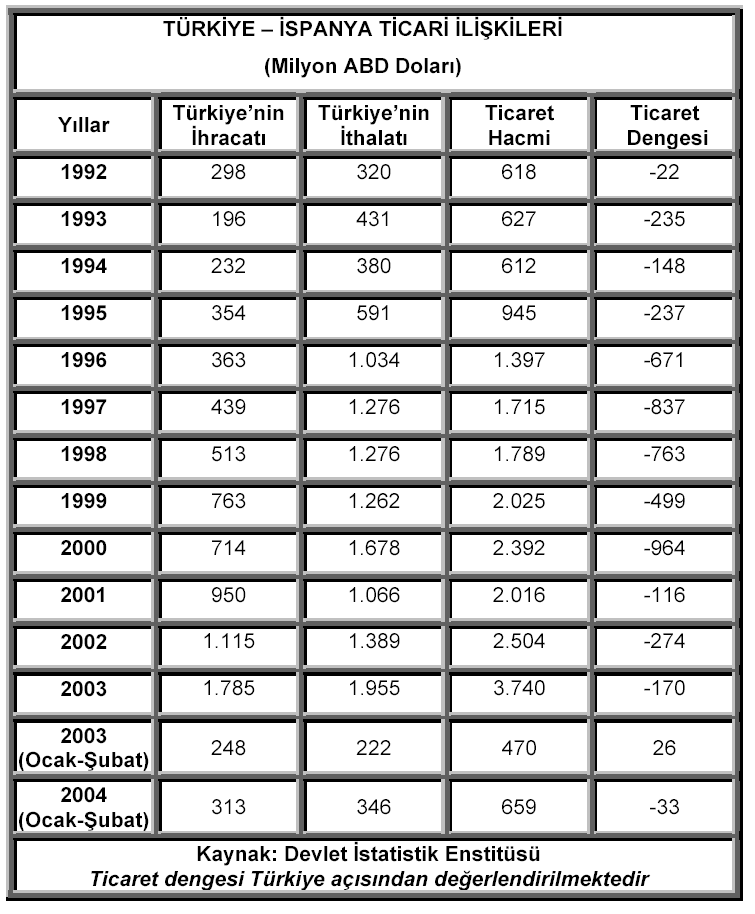 TÜRKİYE – İSPANYA TİCARİ İLİŞKİLERİ
(Milyon ABD Doları)
Yıllar Türkiye’nin İhracatı Türkiye’nin İthalatı Ticaret Hacmi Ticaret Dengesi
1992 298 320 618 -22
1993 196 431 627 -235
1994 232 380 612 -148
1995 354 591 945 -237
1996 363 1.034 1.397 -671
1997 439 1.276 1.715 -837
1998 513 1.276 1.789 -763
1999 763 1.262 2.025 -499
2000 714 1.678 2.392 -964
2001 950 1.066 2.016 -116
2002 1.115 1.389 2.504 -274
2003 1.785 1.955 3.740 -170
2003 (Ocak-Şubat) 248 222 470 26
2004 (Ocak-Şubat) 313 346 659 -33
Kaynak: Devlet İstatistik Enstitüsü
Ticaret dengesi Türkiye açısından değerlendirilmektedir